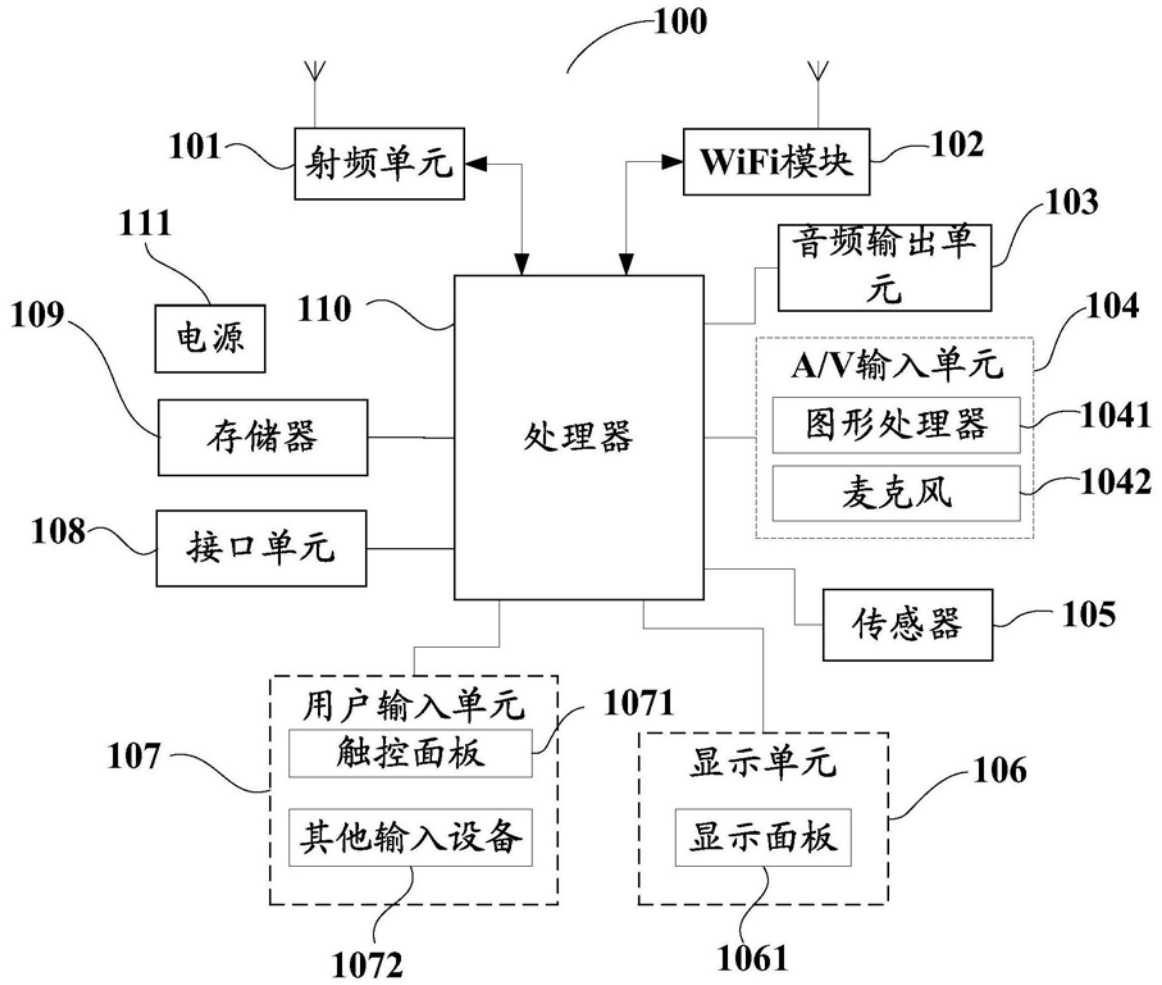 100
101
射频单元
WiFi模块
102
103
音频输出单
元
111
电源
110
109
104
A/V输入单元
存储器
处理器
图形处理器
1041
麦克风
1042
108
接口单元
传感器
105
用户输入单元
1071
触控面板
107
其他输入设备
1072
显示单元
106
显示面板
1061